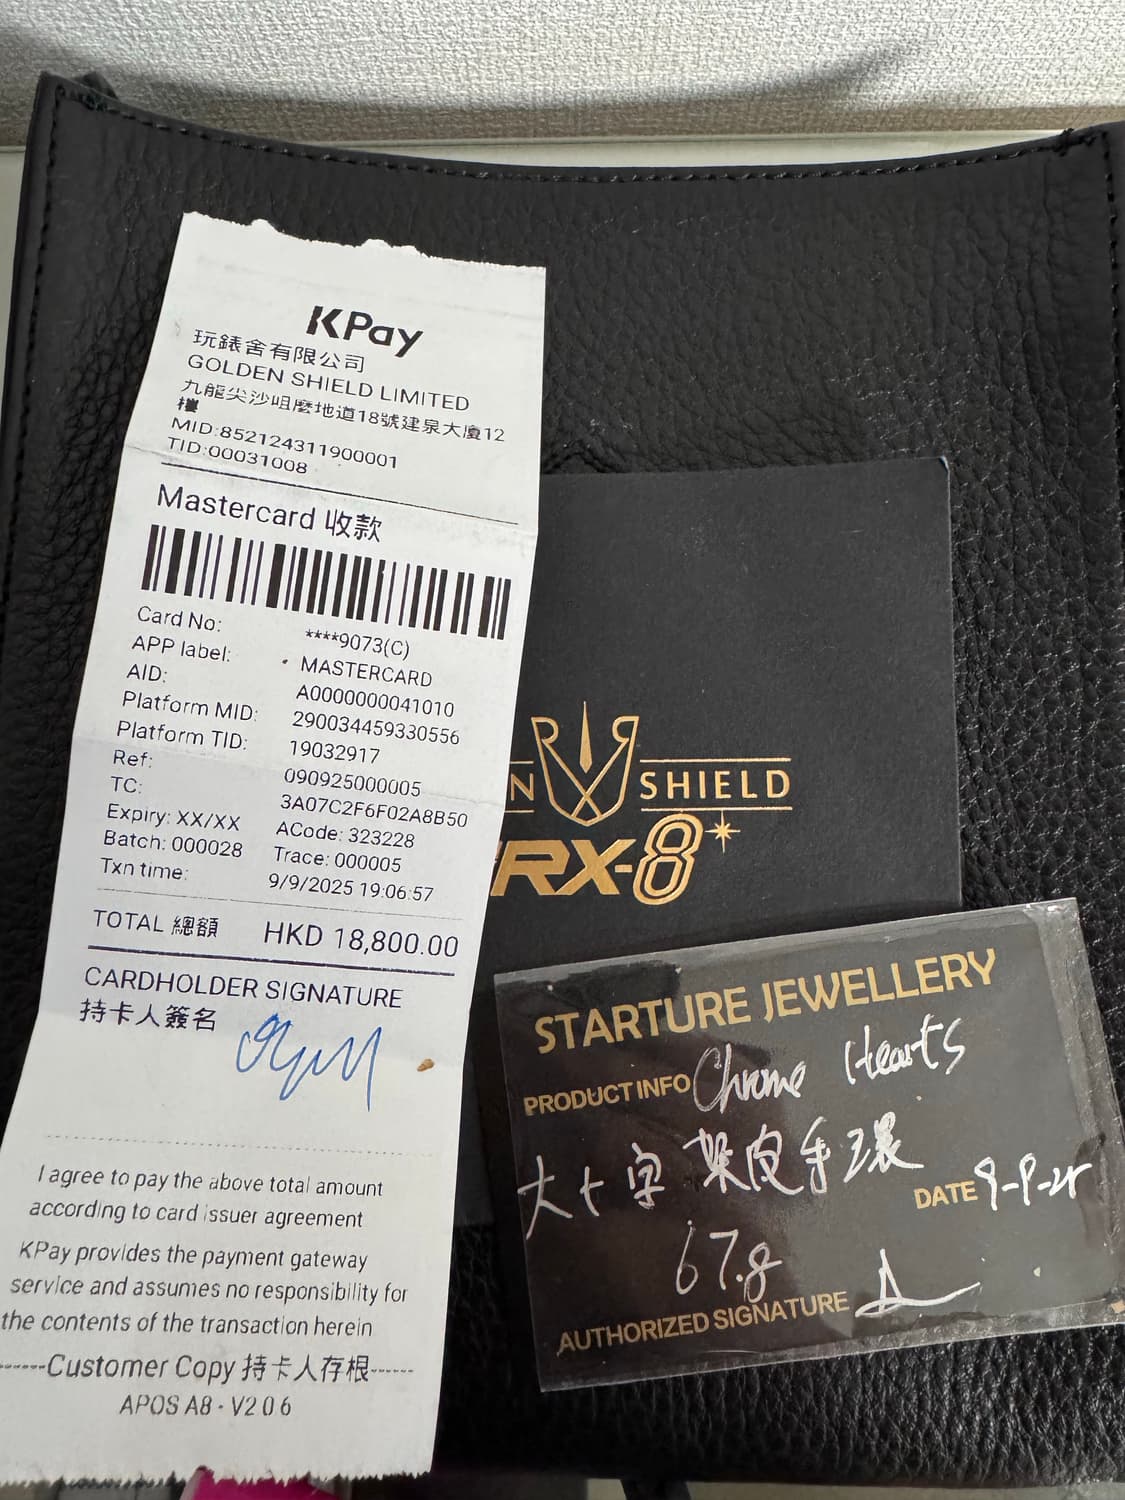 KPay
玩錶舍有限公司
GOLDEN SHIELD LIMITED
九龍尖沙咀麼地道18號建泉大廈12
樓
MID:852124311900001
TID:00031008
Mastercard 收款
Card No: ****9073(C)
APP label: MASTERCARD
AID: A0000000041010
Platform MID: 290034459330556
Platform TID: 19032917
Ref: 090925000005
TC: 3A07C2F6F02A8B50
Expiry: XX/XX ACode: 323228
Batch: 000028 Trace: 000005
Txn time: 9/9/2025 19:06:57
TOTAL 總額 HKD 18,800.00
CARDHOLDER SIGNATURE
持卡人簽名
I agree to pay the above total amount
according to card issuer agreement
KPay provides the payment gateway
service and assumes no responsibility for
the contents of the transaction herein
------Customer Copy 持卡人存根------
APOS A8 - V2 0 6
N SHIELD
RX-8
STARTURE JEWELLERY
PRODUCT INFO Chrome Hearts
大十字架皮手環
DATE 9-9-25
67.8
AUTHORIZED SIGNATURE